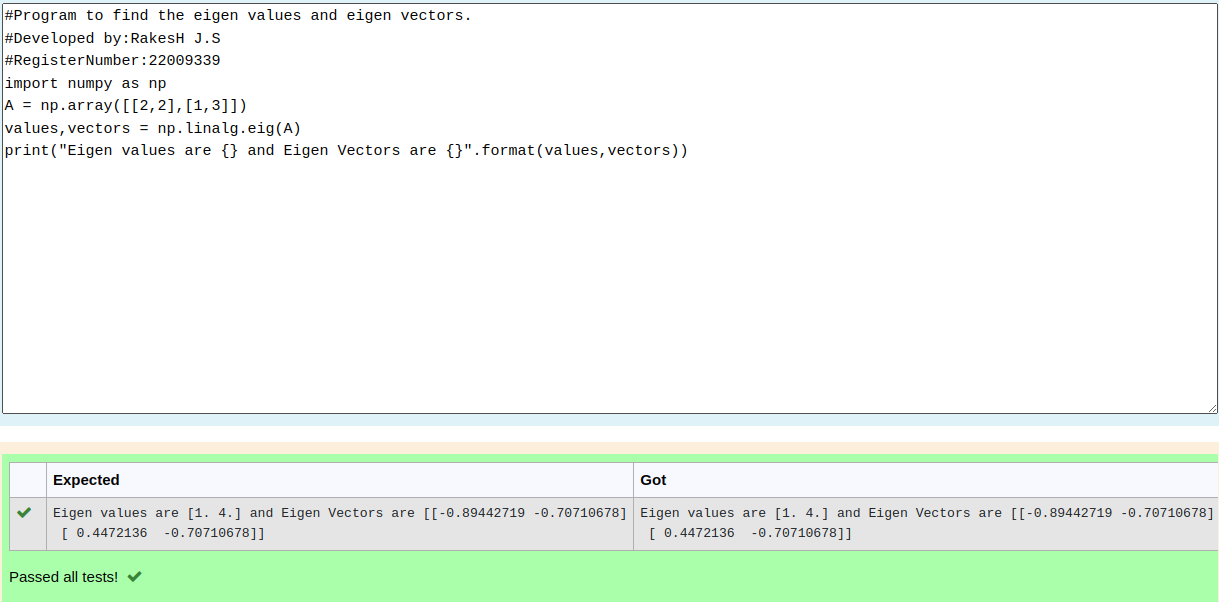 #Program to find the eigen values and eigen vectors.
#Developed by:RakesH J.S
#RegisterNumber:22009339
import numpy as np
A = np.array([[2,2],[1,3]])
values,vectors = np.linalg.eig(A)
print("Eigen values are {} and Eigen Vectors are {}".format(values,vectors))
Expected Got
Eigen values are [1. 4.] and Eigen Vectors are [[-0.89442719 -0.70710678] Eigen values are [1. 4.] and Eigen Vectors are [[-0.89442719 -0.70710678]
[ 0.4472136  -0.70710678]] [ 0.4472136  -0.70710678]]
Passed all tests!